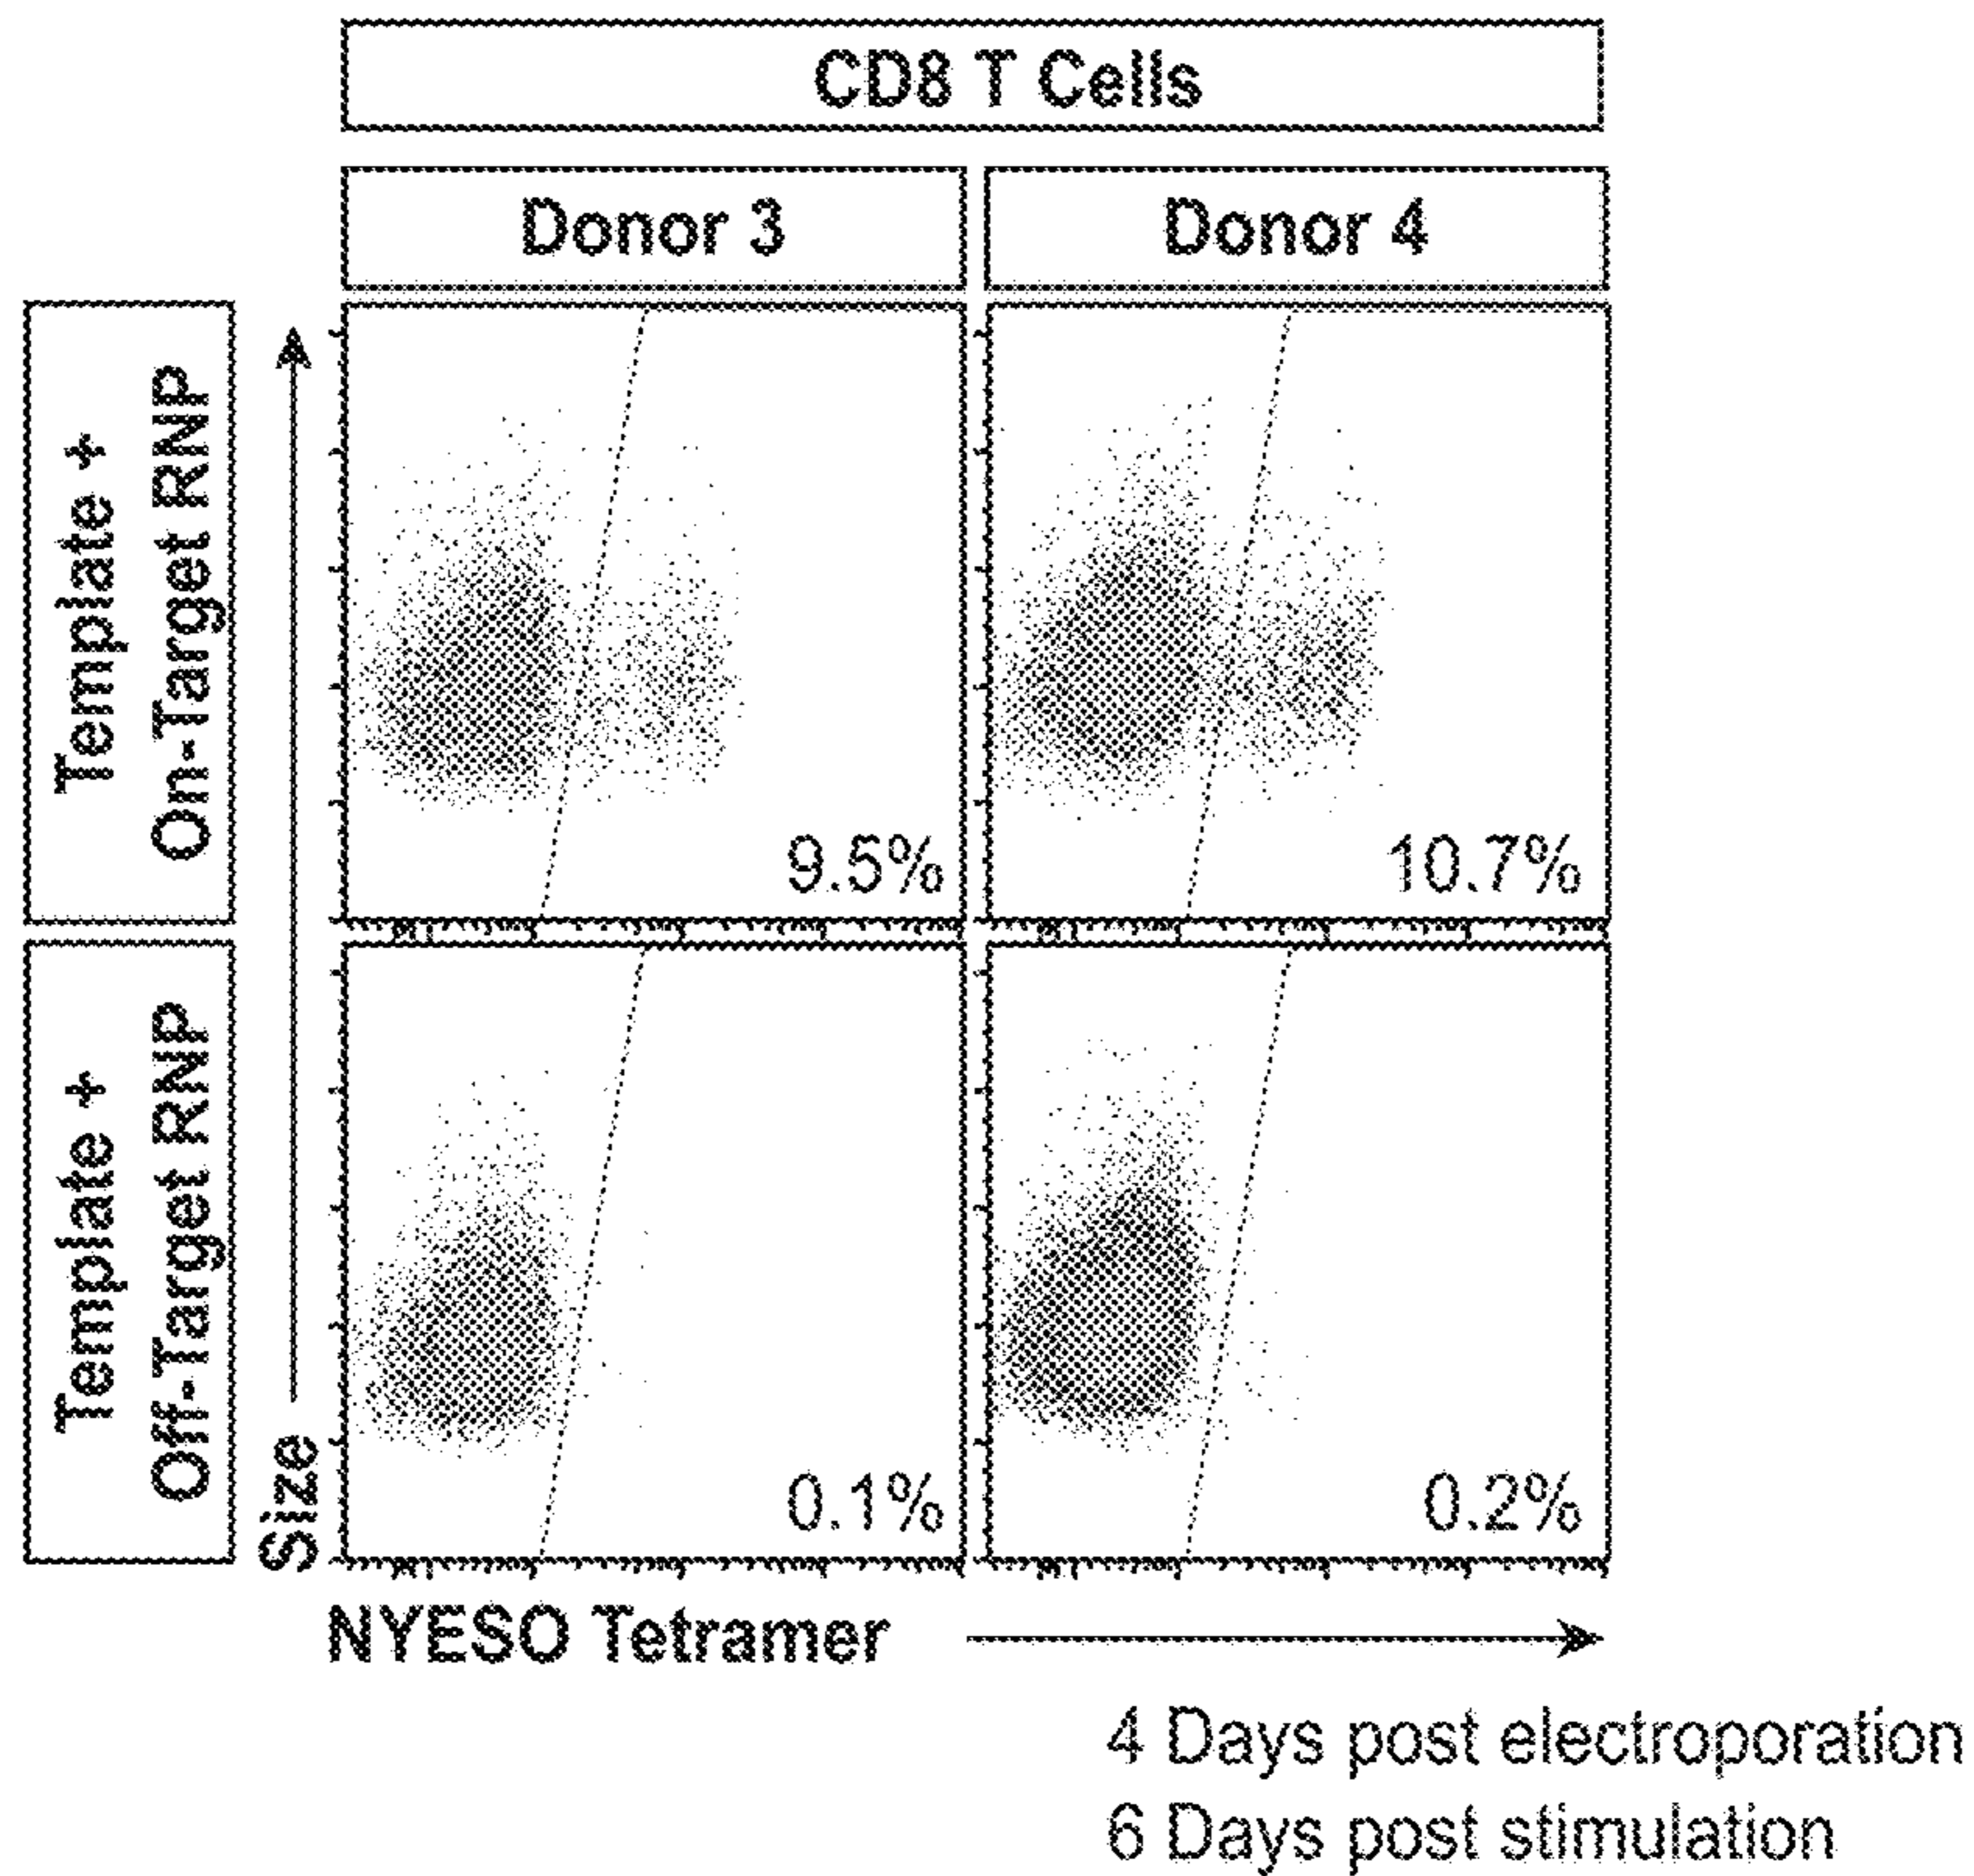 CD8 T Cells
Donor 3
Donor 4
Template +
On-Target RNP
9.5%
10.7%
Template +
Off-Target RNP
0.1%
0.2%
Size
NYESO Tetramer
4 Days post electroporation
6 Days post stimulation